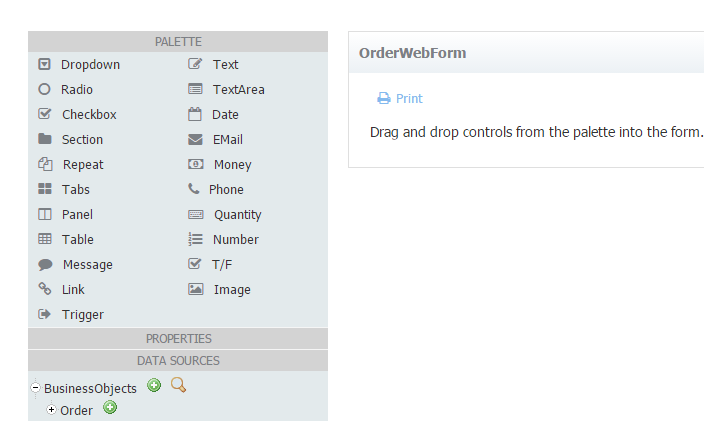 PALETTE
Dropdown Text
Radio TextArea
Checkbox Date
Section EMail
Repeat Money
Tabs Phone
Panel Quantity
Table Number
Message T/F
Link Image
Trigger
PROPERTIES
DATA SOURCES
BusinessObjects
Order
OrderWebForm
Print
Drag and drop controls from the palette into the form.